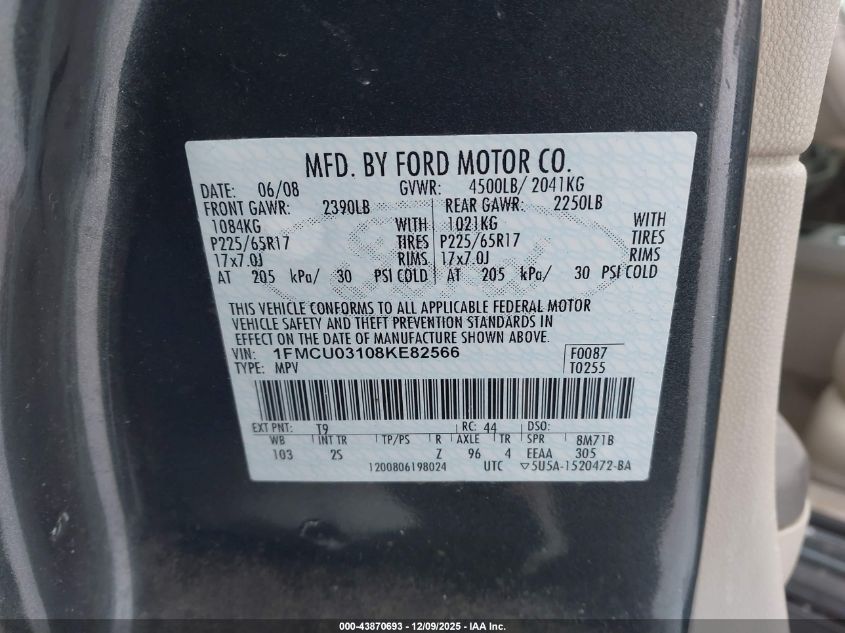 MFD. BY FORD MOTOR CO.
DATE: 06/08 GVWR: 4500LB/ 2041KG
FRONT GAWR: 2390LB REAR GAWR: 2250LB
1084KG WITH 1021KG WITH
P225/65R17 TIRES P225/65R17 TIRES
17x7.0J RIMS 17x7.0J RIMS
AT 205 kPa/ 30 PSI COLD AT 205 kPa/ 30 PSI COLD
THIS VEHICLE CONFORMS TO ALL APPLICABLE FEDERAL MOTOR
VEHICLE SAFETY AND THEFT PREVENTION STANDARDS IN
EFFECT ON THE DATE OF MANUFACTURE SHOWN ABOVE.
VIN: 1FMCU03108KE82566 F0087
TYPE: MPV T0255
EXT PNT: T9 RC: 44 DSO:
WB INT TR TP/PS R AXLE TR SPR 8M71B
103 2S Z 96 4 EEAA 305
1200806198024 UTC ▽5U5A-1520472-BA
000-43870693 - 12/09/2025 - IAA Inc.